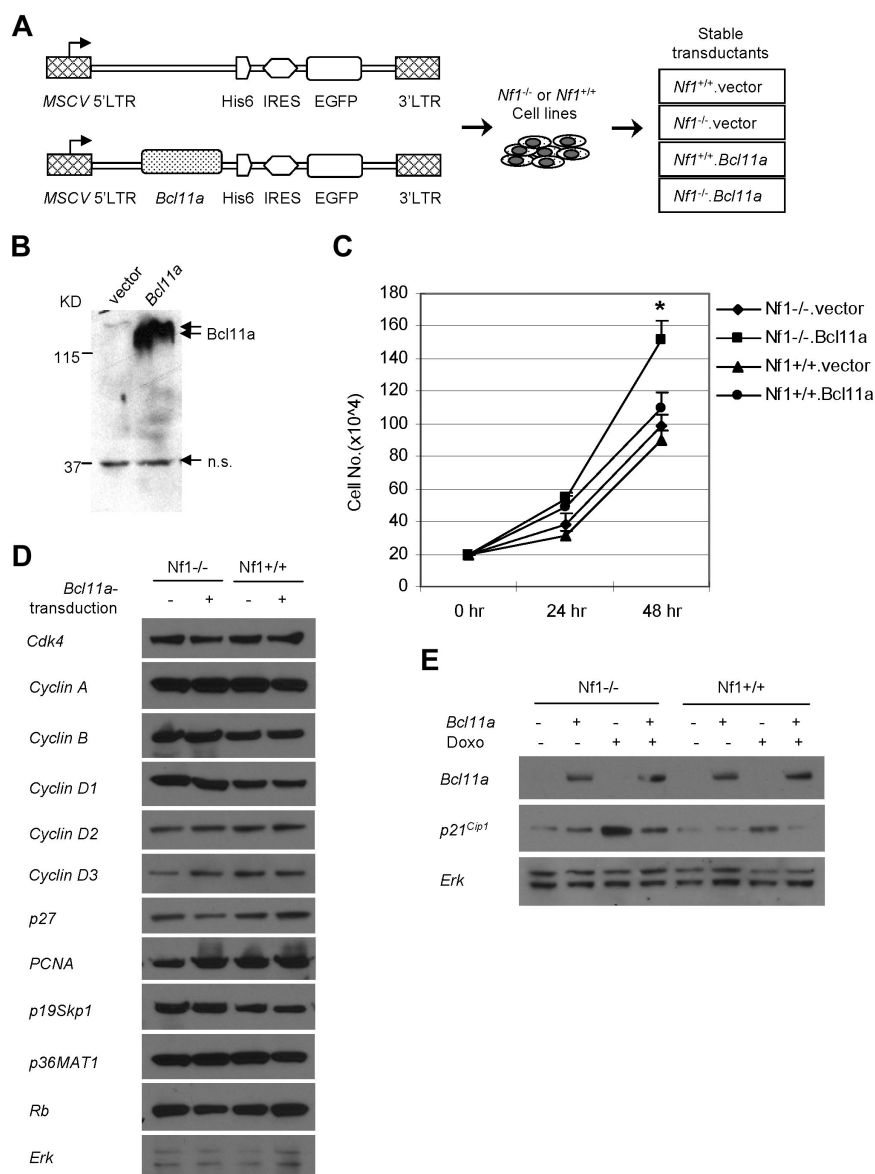 A
MSCV 5'LTR His6 IRES EGFP 3'LTR
MSCV 5'LTR Bcl11a His6 IRES EGFP 3'LTR
Nf1-/- or Nf1+/+
Cell lines
Stable
transductants
Nf1+/+.vector
Nf1-/-.vector
Nf1+/+.Bcl11a
Nf1-/-.Bcl11a
B
KD
vector
Bcl11a
115
37
Bcl11a
n.s.
C
Cell No.(x10^4)
180
160
140
120
100
80
60
40
20
0
0 hr 24 hr 48 hr
*
Nf1-/-.vector
Nf1-/-.Bcl11a
Nf1+/+.vector
Nf1+/+.Bcl11a
D
Nf1-/- Nf1+/+
Bcl11a-
transduction - + - +
Cdk4
Cyclin A
Cyclin B
Cyclin D1
Cyclin D2
Cyclin D3
p27
PCNA
p19Skp1
p36MAT1
Rb
Erk
E
Nf1-/- Nf1+/+
Bcl11a - + - + - + - +
Doxo - - + + - - + +
Bcl11a
p21Cip1
Erk